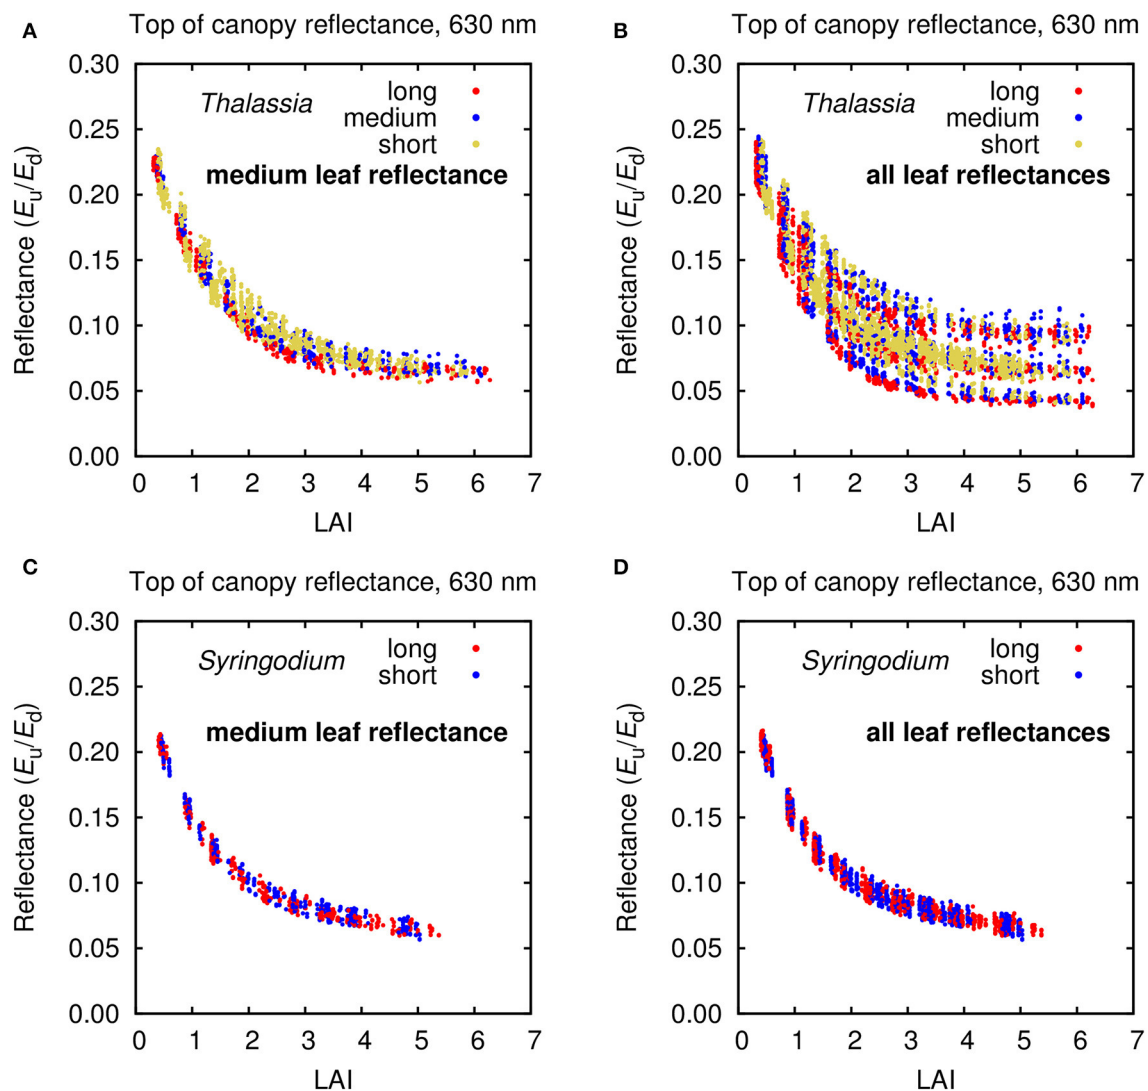 A
Top of canopy reflectance, 630 nm
0.30
0.25
0.20
0.15
0.10
0.05
0.00
Reflectance (Eu/Ed)
Thalassia
long
medium
short
medium leaf reflectance
0 1 2 3 4 5 6 7
LAI
B
Top of canopy reflectance, 630 nm
0.30
0.25
0.20
0.15
0.10
0.05
0.00
Reflectance (Eu/Ed)
Thalassia
long
medium
short
all leaf reflectances
0 1 2 3 4 5 6 7
LAI
C
Top of canopy reflectance, 630 nm
0.30
0.25
0.20
0.15
0.10
0.05
0.00
Reflectance (Eu/Ed)
Syringodium
long
short
medium leaf reflectance
0 1 2 3 4 5 6 7
LAI
D
Top of canopy reflectance, 630 nm
0.30
0.25
0.20
0.15
0.10
0.05
0.00
Reflectance (Eu/Ed)
Syringodium
long
short
all leaf reflectances
0 1 2 3 4 5 6 7
LAI